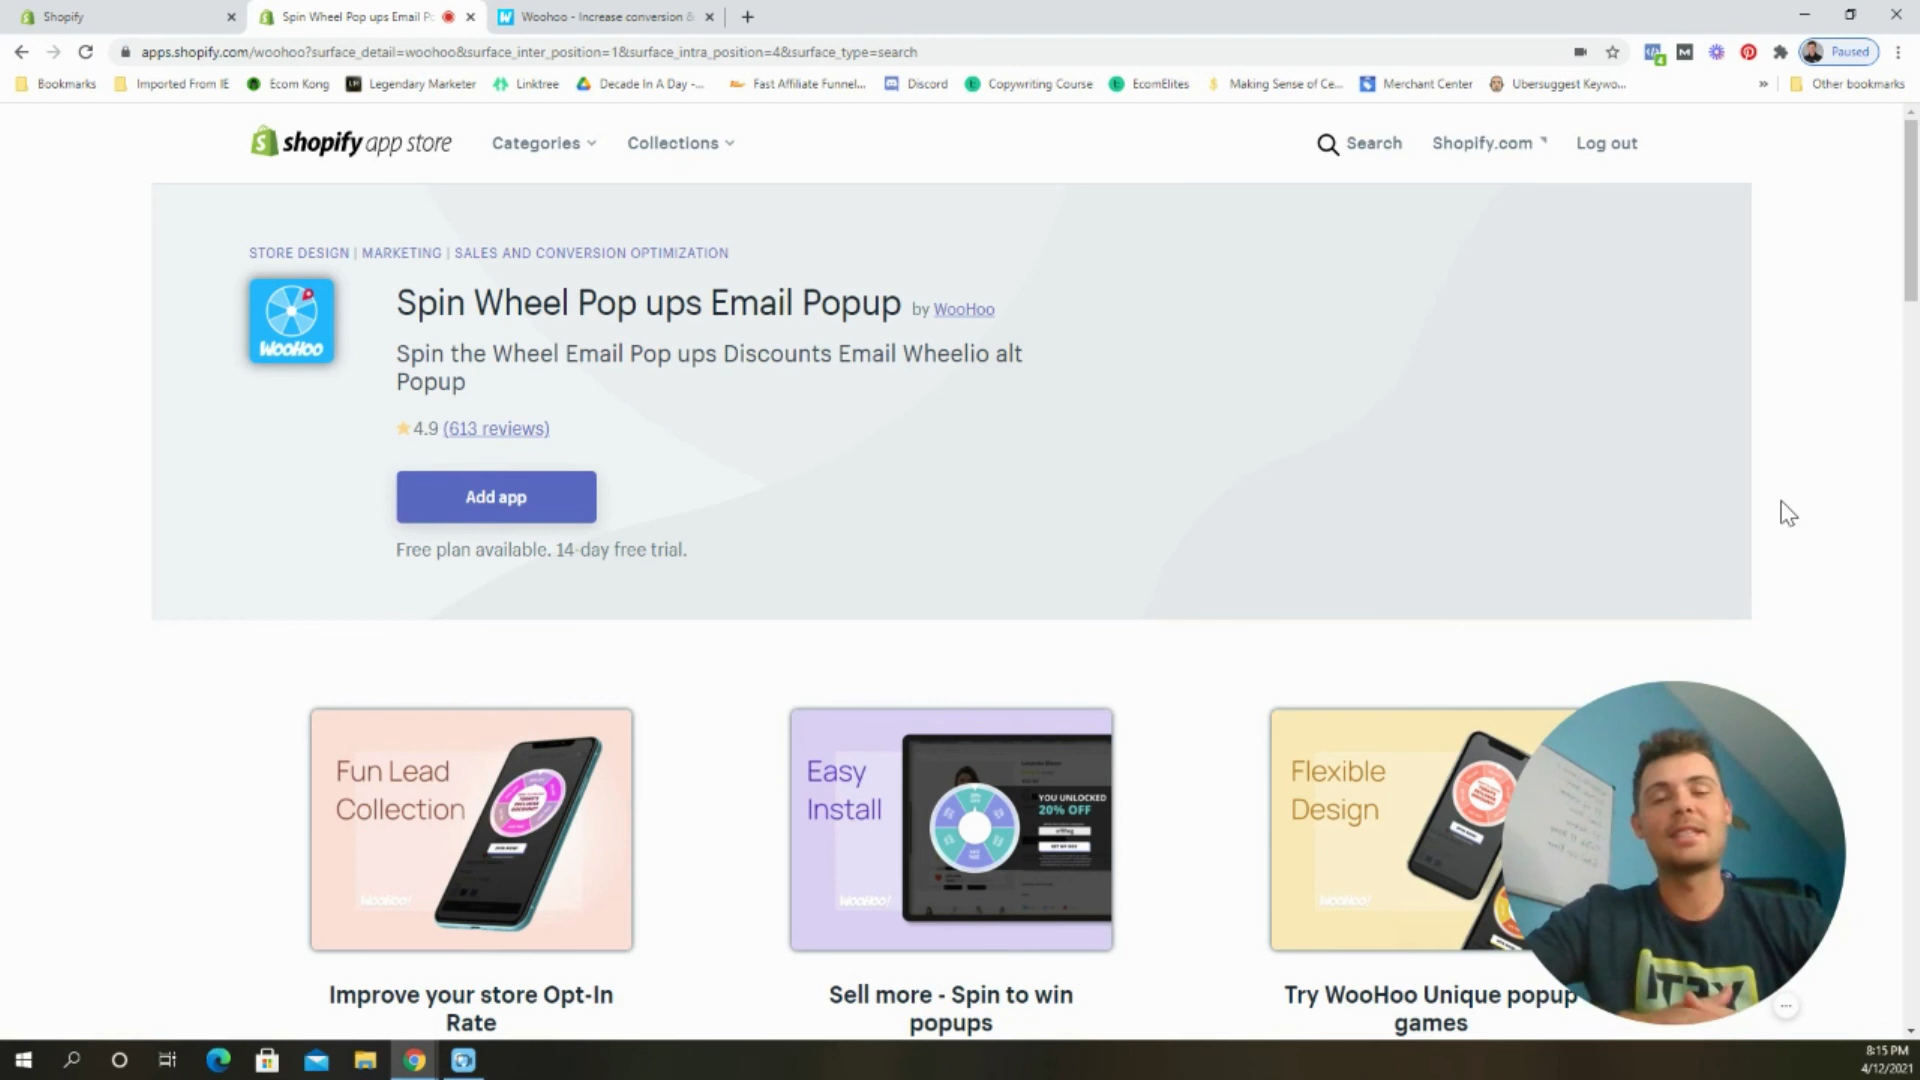 Shopify
Spin Wheel Pop ups Email P
Woohoo - Increase conversion &
apps.shopify.com/woohoo?surface_detail=woohoo&surface_inter_position=1&surface_intra_position=4&surface_type=search
Paused
Bookmarks
Imported From IE
Ecom Kong
Legendary Marketer
Linktree
Decade In A Day -...
Fast Affiliate Funnel...
Discord
Copywriting Course
EcomElites
Making Sense of Ce...
Merchant Center
Ubersuggest Keywo...
»
Other bookmarks
shopify app store
Categories
Collections
Search
Shopify.com
Log out
STORE DESIGN | MARKETING | SALES AND CONVERSION OPTIMIZATION
WooHoo
Spin Wheel Pop ups Email Popup by WooHoo
Spin the Wheel Email Pop ups Discounts Email Wheelio alt
Popup
4.9 (613 reviews)
Add app
Free plan available. 14-day free trial.
Fun Lead
Collection
WooHoo!
Easy
Install
YOU UNLOCKED
20% OFF
WooHoo!
Flexible
Design
WooHoo!
Improve your store Opt-In
Rate
Sell more - Spin to win
popups
Try WooHoo Unique popup
games
8:15 PM
4/12/2021